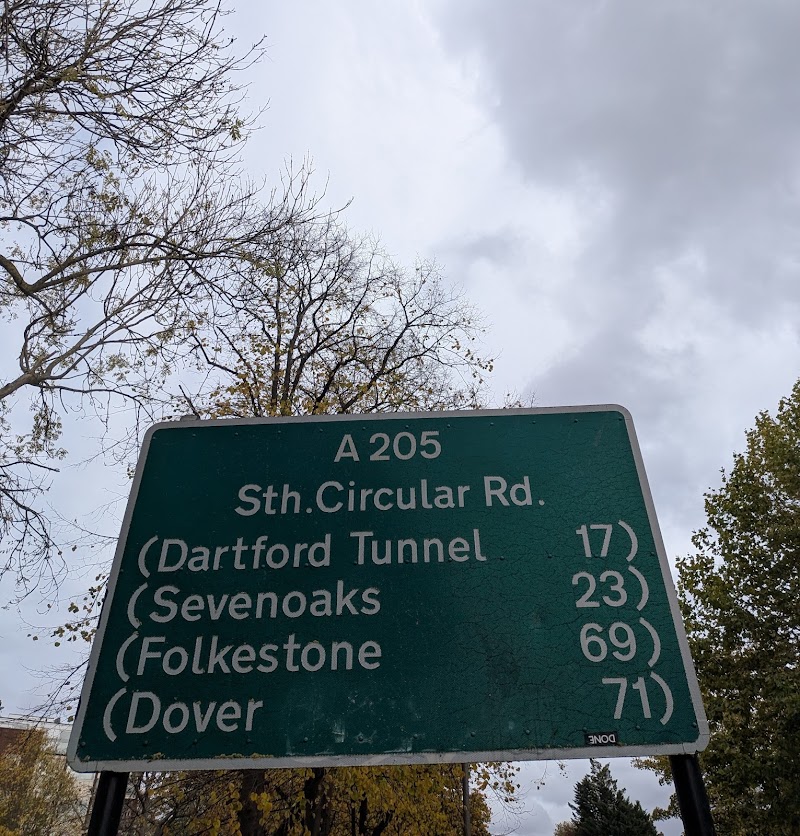 A 205
Sth. Circular Rd.
(Dartford Tunnel 17)
(Sevenoaks 23)
(Folkestone 69)
(Dover 71)
DONE